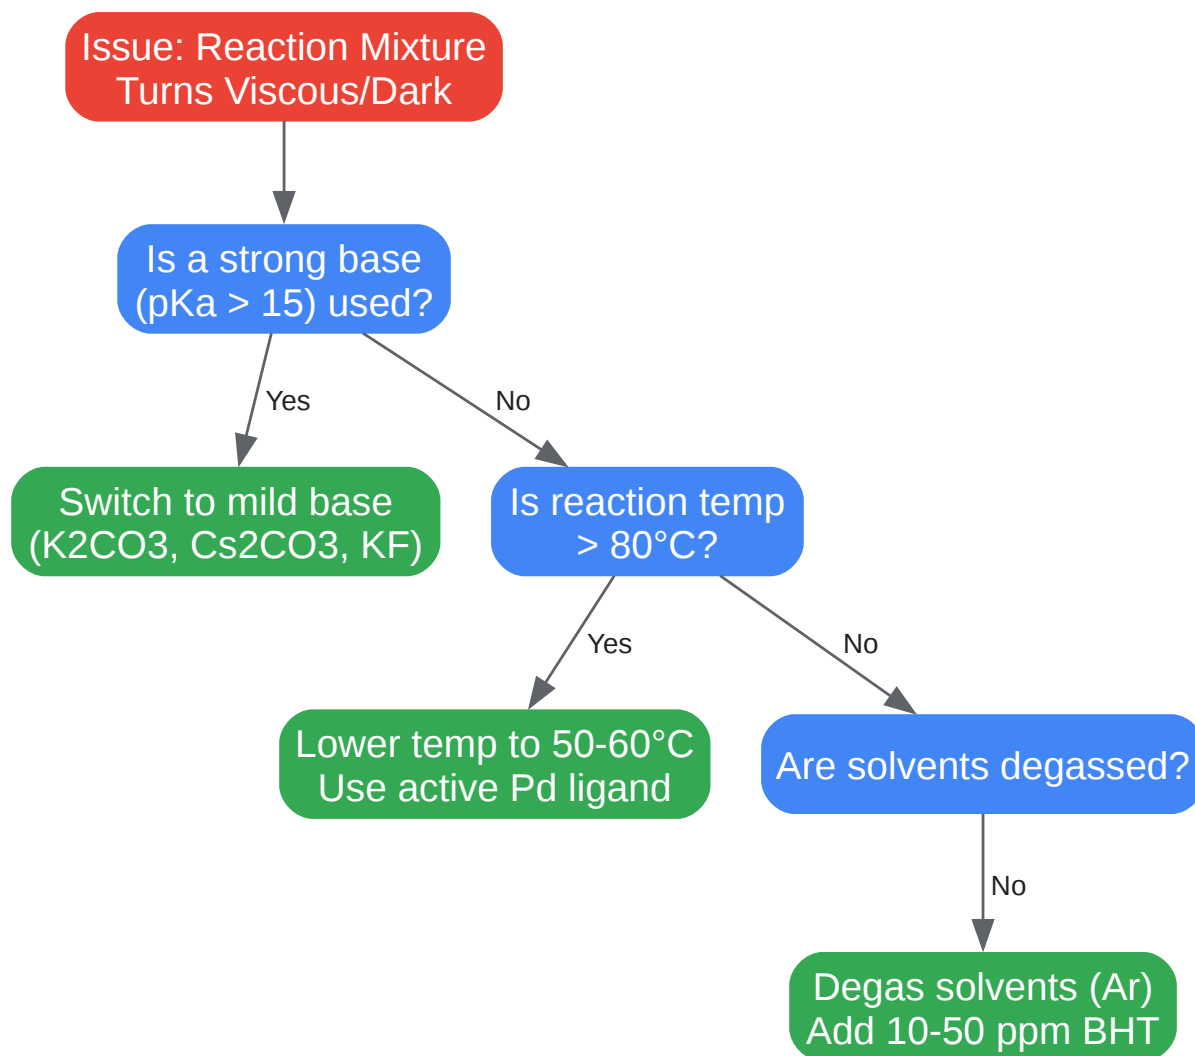 Issue: Reaction Mixture
Turns Viscous/Dark
Is a strong base
(pKa > 15) used?
Yes
No
Switch to mild base
(K2CO3, Cs2CO3, KF)
Is reaction temp
> 80°C?
Yes
No
Lower temp to 50-60°C
Use active Pd ligand
Are solvents degassed?
No
Degas solvents (Ar)
Add 10-50 ppm BHT